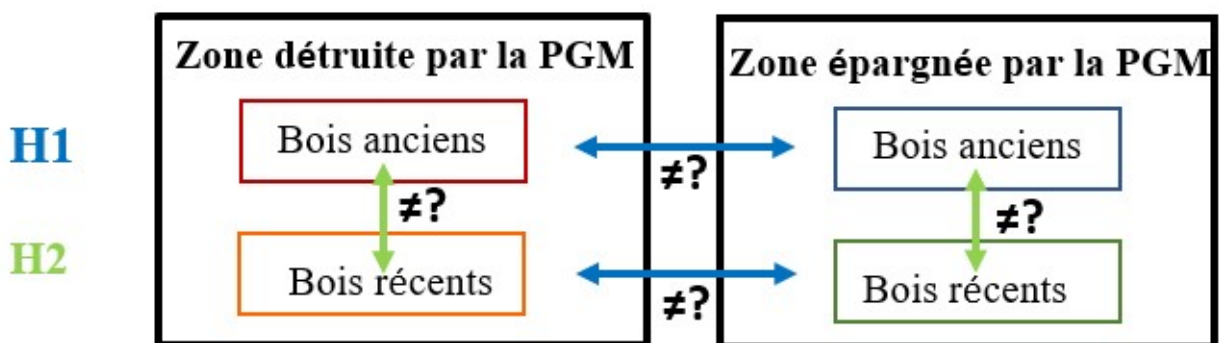 Zone détruite par la PGM
Zone épargnée par la PGM
H1
Bois anciens
≠?
Bois anciens
≠?
≠?
H2
Bois récents
≠?
Bois récents